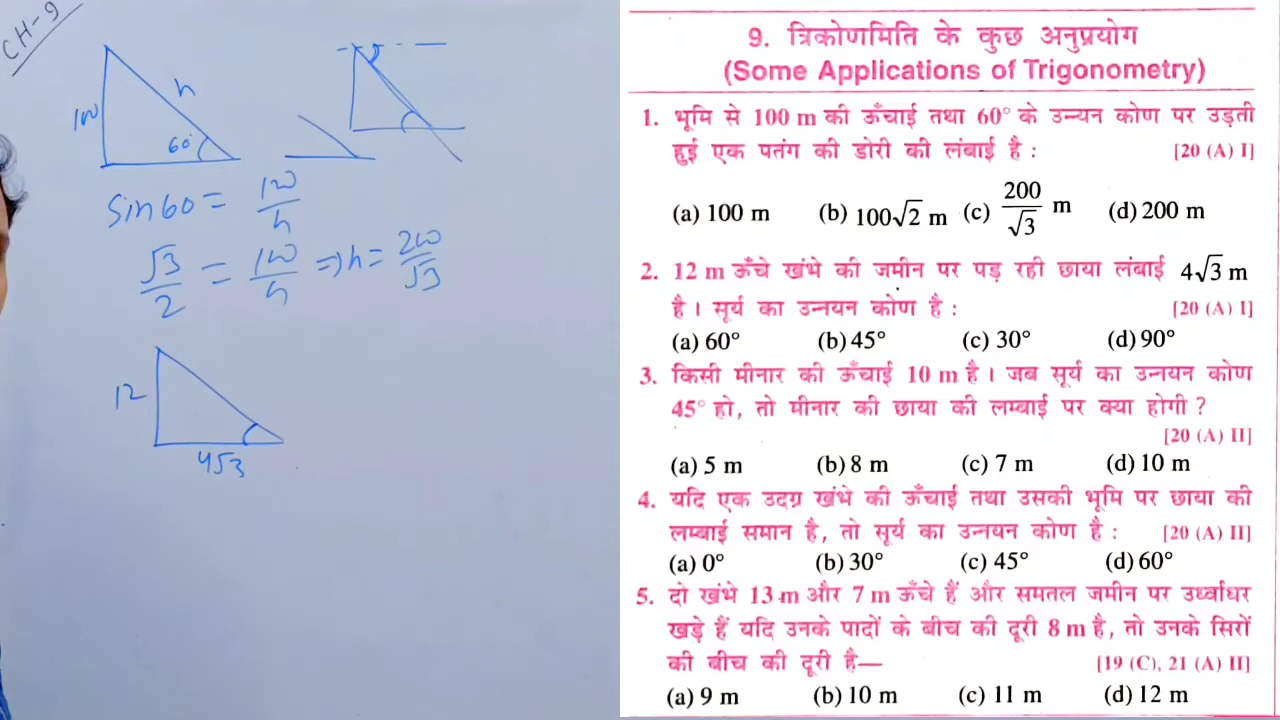 CH-9
100
h
60°
Sin60 = 100/h
√3/2 = 100/h ⇒ h = 200/√3
12
4√3
9. त्रिकोणमिति के कुछ अनुप्रयोग
(Some Applications of Trigonometry)
1. भूमि से 100 m की ऊँचाई तथा 60° के उन्नयन कोण पर उड़ती
हुई एक पतंग की डोरी की लंबाई है : [20 (A) I]
(a) 100 m (b) 100√2 m (c) 200/√3 m (d) 200 m
2. 12 m ऊँचे खंभे की जमीन पर पड़ रही छाया लंबाई 4√3 m
है। सूर्य का उन्नयन कोण है : [20 (A) I]
(a) 60° (b) 45° (c) 30° (d) 90°
3. किसी मीनार की ऊँचाई 10 m है। जब सूर्य का उन्नयन कोण
45° हो, तो मीनार की छाया की लम्बाई पर क्या होगी ?
[20 (A) II]
(a) 5 m (b) 8 m (c) 7 m (d) 10 m
4. यदि एक उदग्र खंभे की ऊँचाई तथा उसकी भूमि पर छाया की
लम्बाई समान है, तो सूर्य का उन्नयन कोण है : [20 (A) II]
(a) 0° (b) 30° (c) 45° (d) 60°
5. दो खंभे 13 m और 7 m ऊँचे हैं और समतल जमीन पर उर्ध्वाधर
खड़े हैं यदि उनके पादों के बीच की दूरी 8 m है, तो उनके सिरों
की बीच की दूरी है— [19 (C), 21 (A) II]
(a) 9 m (b) 10 m (c) 11 m (d) 12 m